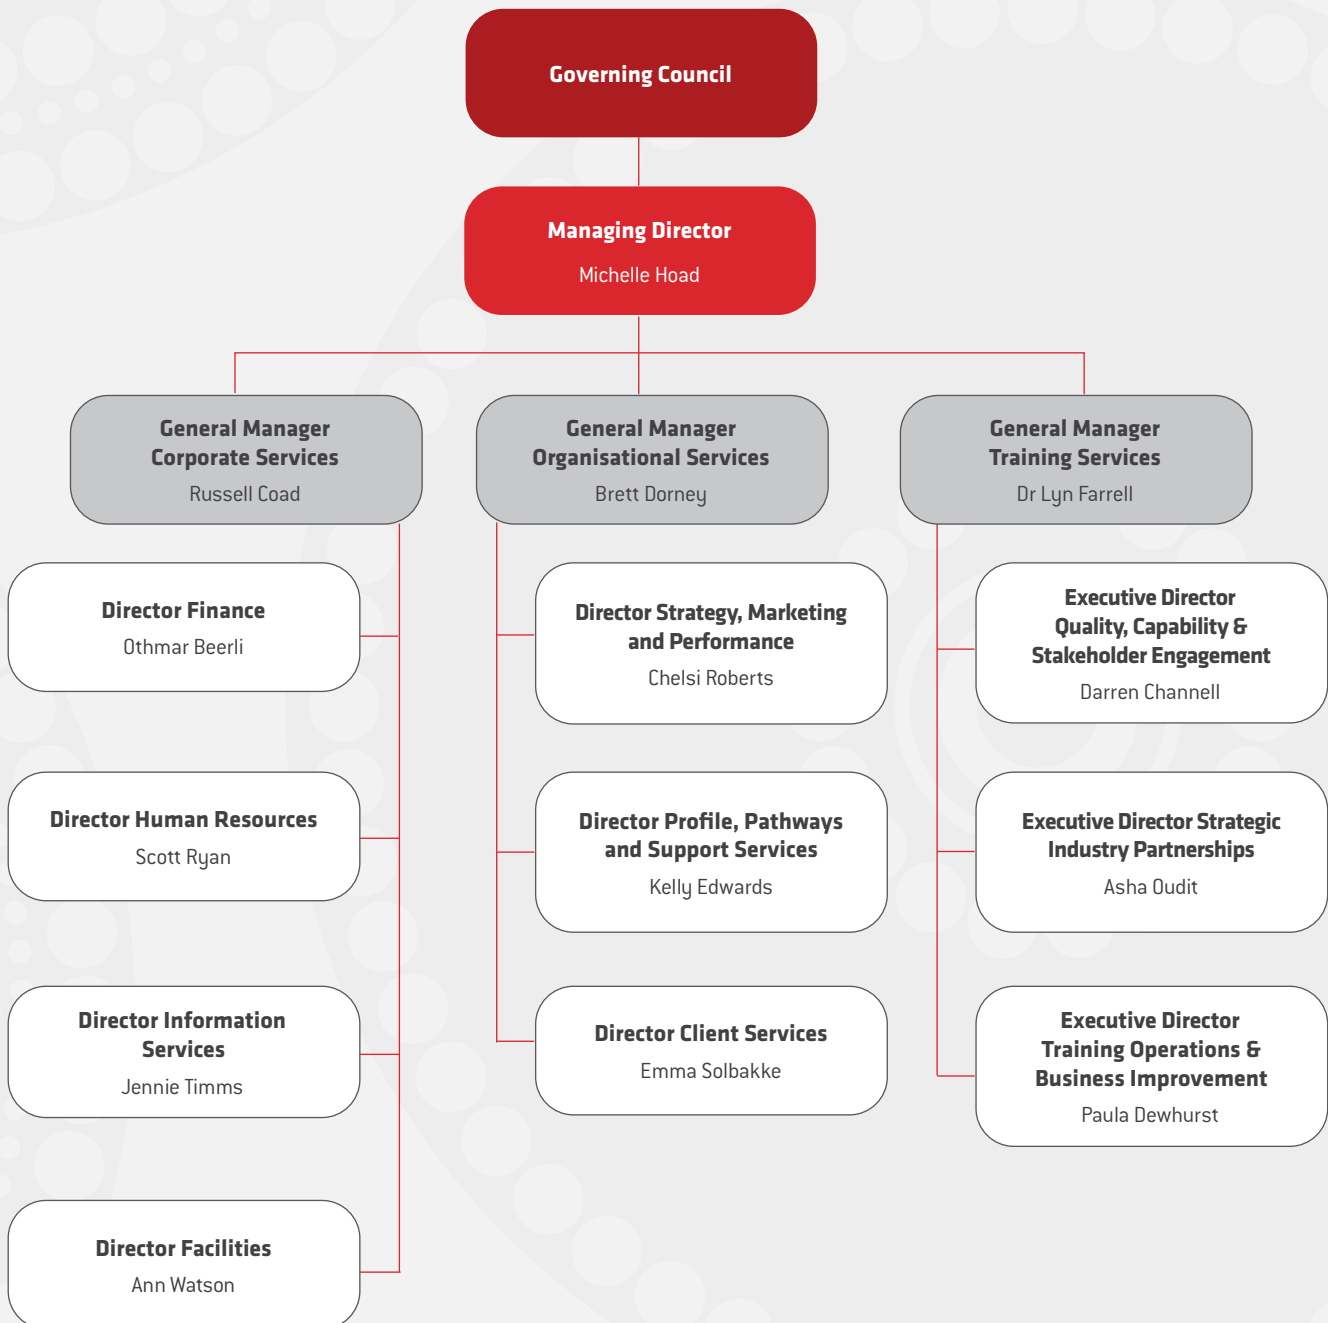 Governing Council
Managing Director
Michelle Hoad
General Manager
Corporate Services
Russell Coad
General Manager
Organisational Services
Brett Dorney
General Manager
Training Services
Dr Lyn Farrell
Director Finance
Othmar Beerli
Director Human Resources
Scott Ryan
Director Information
Services
Jennie Timms
Director Facilities
Ann Watson
Director Strategy, Marketing
and Performance
Chelsi Roberts
Director Profile, Pathways
and Support Services
Kelly Edwards
Director Client Services
Emma Solbakke
Executive Director
Quality, Capability &
Stakeholder Engagement
Darren Channell
Executive Director Strategic
Industry Partnerships
Asha Oudit
Executive Director
Training Operations &
Business Improvement
Paula Dewhurst